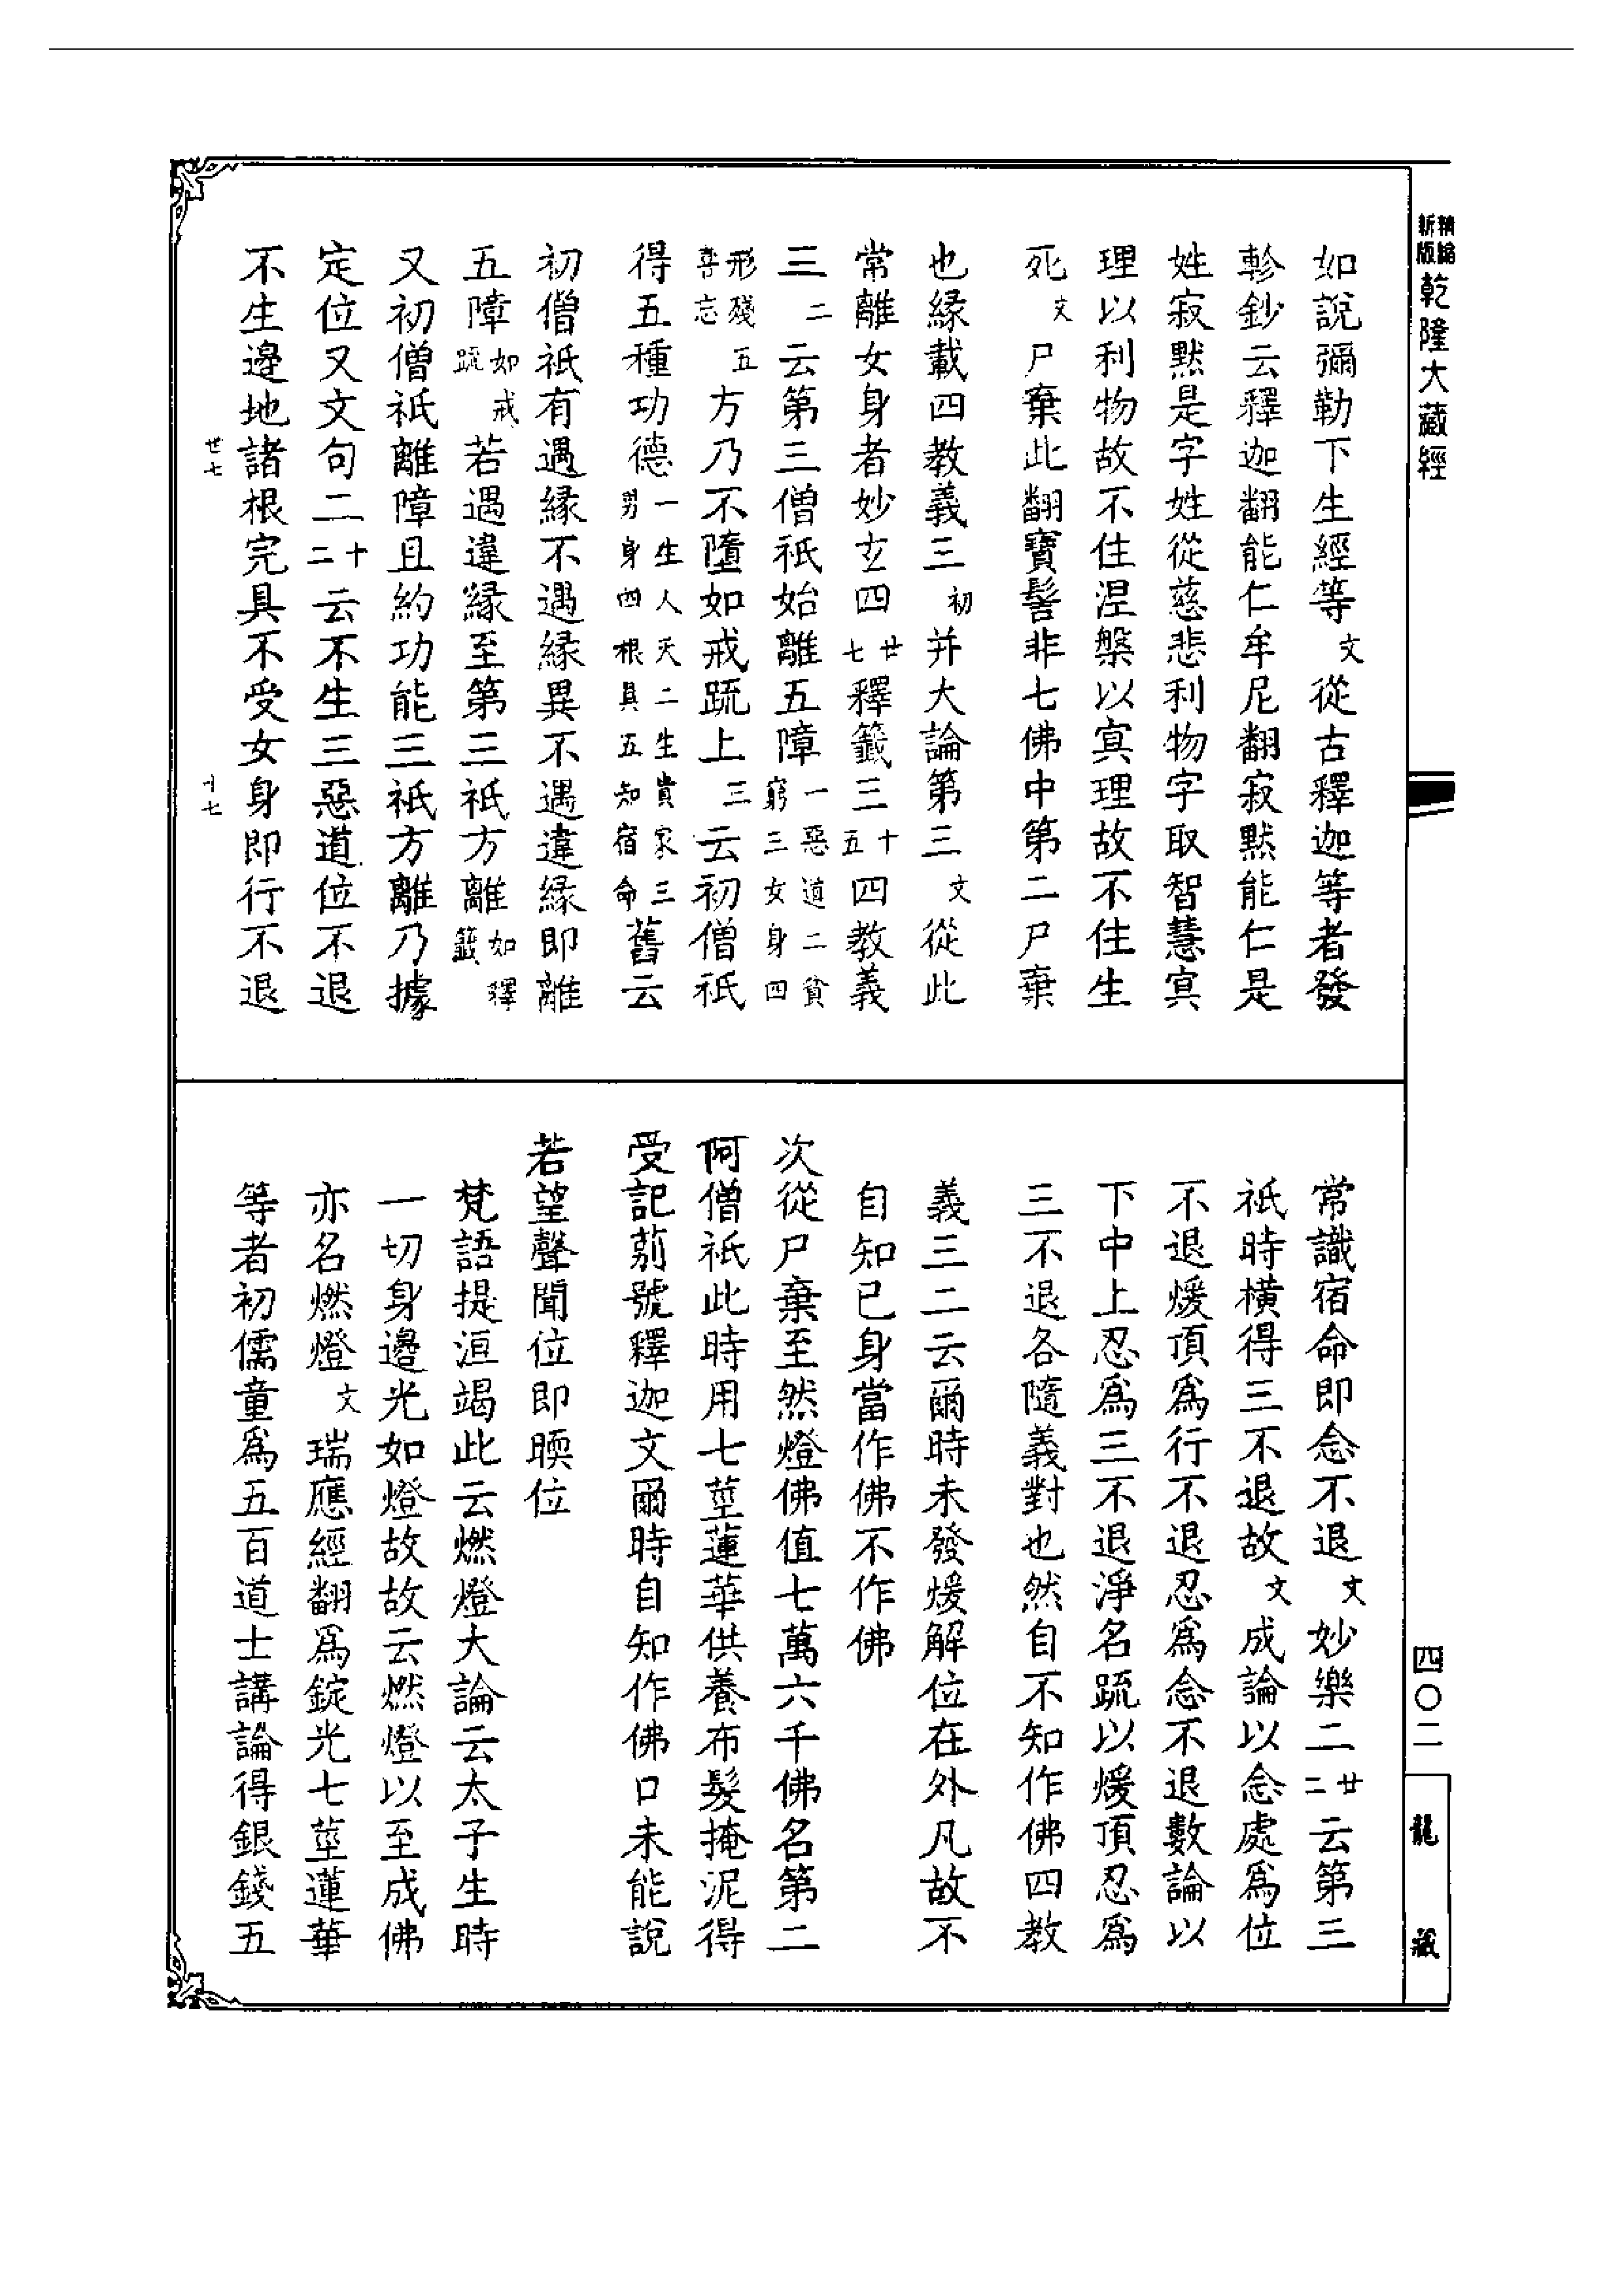 新版
精縮
乾隆大藏經
四〇二
龍藏
如說彌勒下生經等文從古釋迦等者發
軫鈔云釋迦翻能仁牟尼翻寂默能仁是
姓寂默是字姓從慈悲利物字取智慧冥
理以利物故不住涅槃以冥理故不住生
死文尸棄此翻寶髻非七佛中第二尸棄
也緣載四教義三初并大論第三文從此
常離女身者妙玄四廿七釋籤三十五四教義
三二云第三僧祇始離五障一惡道二貧窮三女身四
形殘五喜忘方乃不墮如戒疏上三云初僧祇
得五種功德一生人天二生貴家三男身四根具五知宿命舊云
初僧祇有遇緣不遇緣異不遇違緣即離
五障如戒疏若遇違緣至第三祇方離如釋籤
又初僧祇離障且約功能三祇方離乃據
定位又文句二十二云不生三惡道位不退
不生邊地諸根完具不受女身即行不退
廿七
十七
常識宿命即念不退文妙樂二廿二云第三
祇時橫得三不退故文成論以念處爲位
不退煖頂爲行不退忍爲念不退數論以
下中上忍爲三不退淨名疏以煖頂忍爲
三不退各隨義對也然自不知作佛四教
義三二云爾時未發煖解位在外凡故不
自知已身當作佛不作佛
次從尸棄至然燈佛值七萬六千佛名第二
阿僧祇此時用七莖蓮華供養布髮掩泥得
受記莂號釋迦文爾時自知作佛口未能說
若望聲聞位即煗位
梵語提洹竭此云燃燈大論云太子生時
一切身邊光如燈故故云燃燈以至成佛
亦名燃燈文瑞應經翻爲錠光七莖蓮華
等者初儒童爲五百道士講論得銀錢五